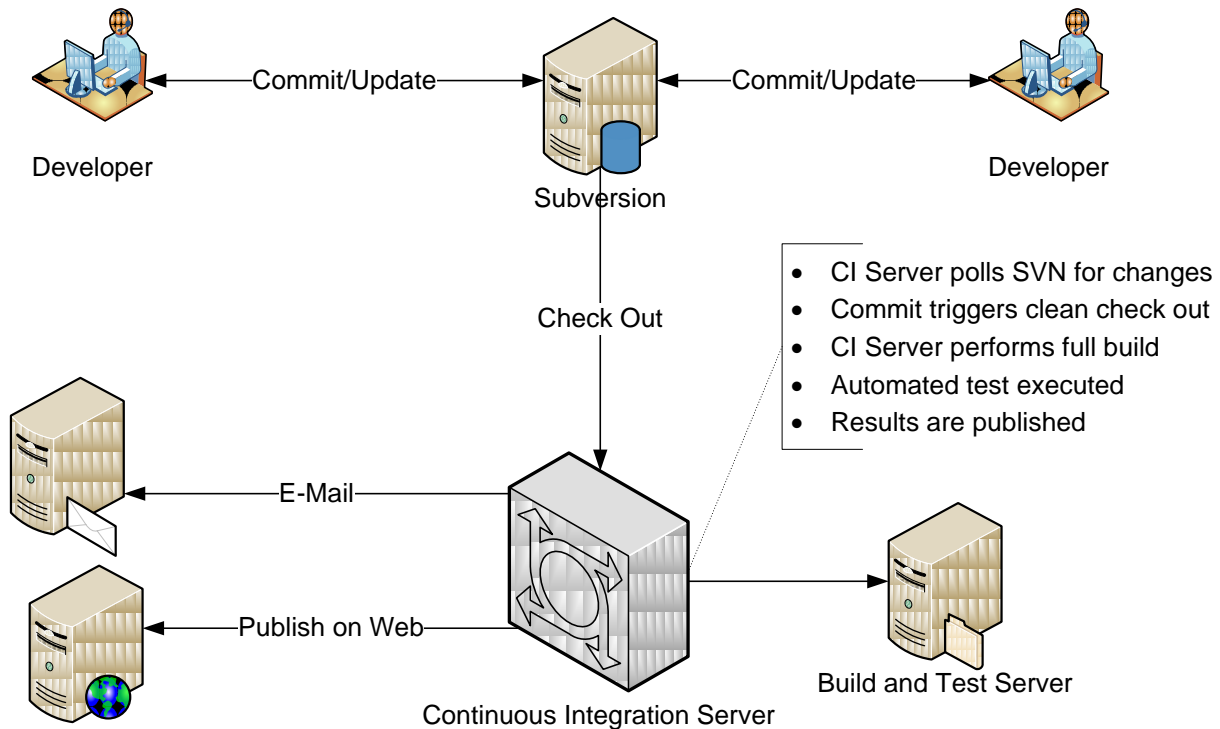 Commit/Update
Commit/Update
Developer
Subversion
Developer
• CI Server polls SVN for changes
• Commit triggers clean check out
• CI Server performs full build
• Automated test executed
• Results are published
Check Out
E-Mail
Publish on Web
Build and Test Server
Continuous Integration Server